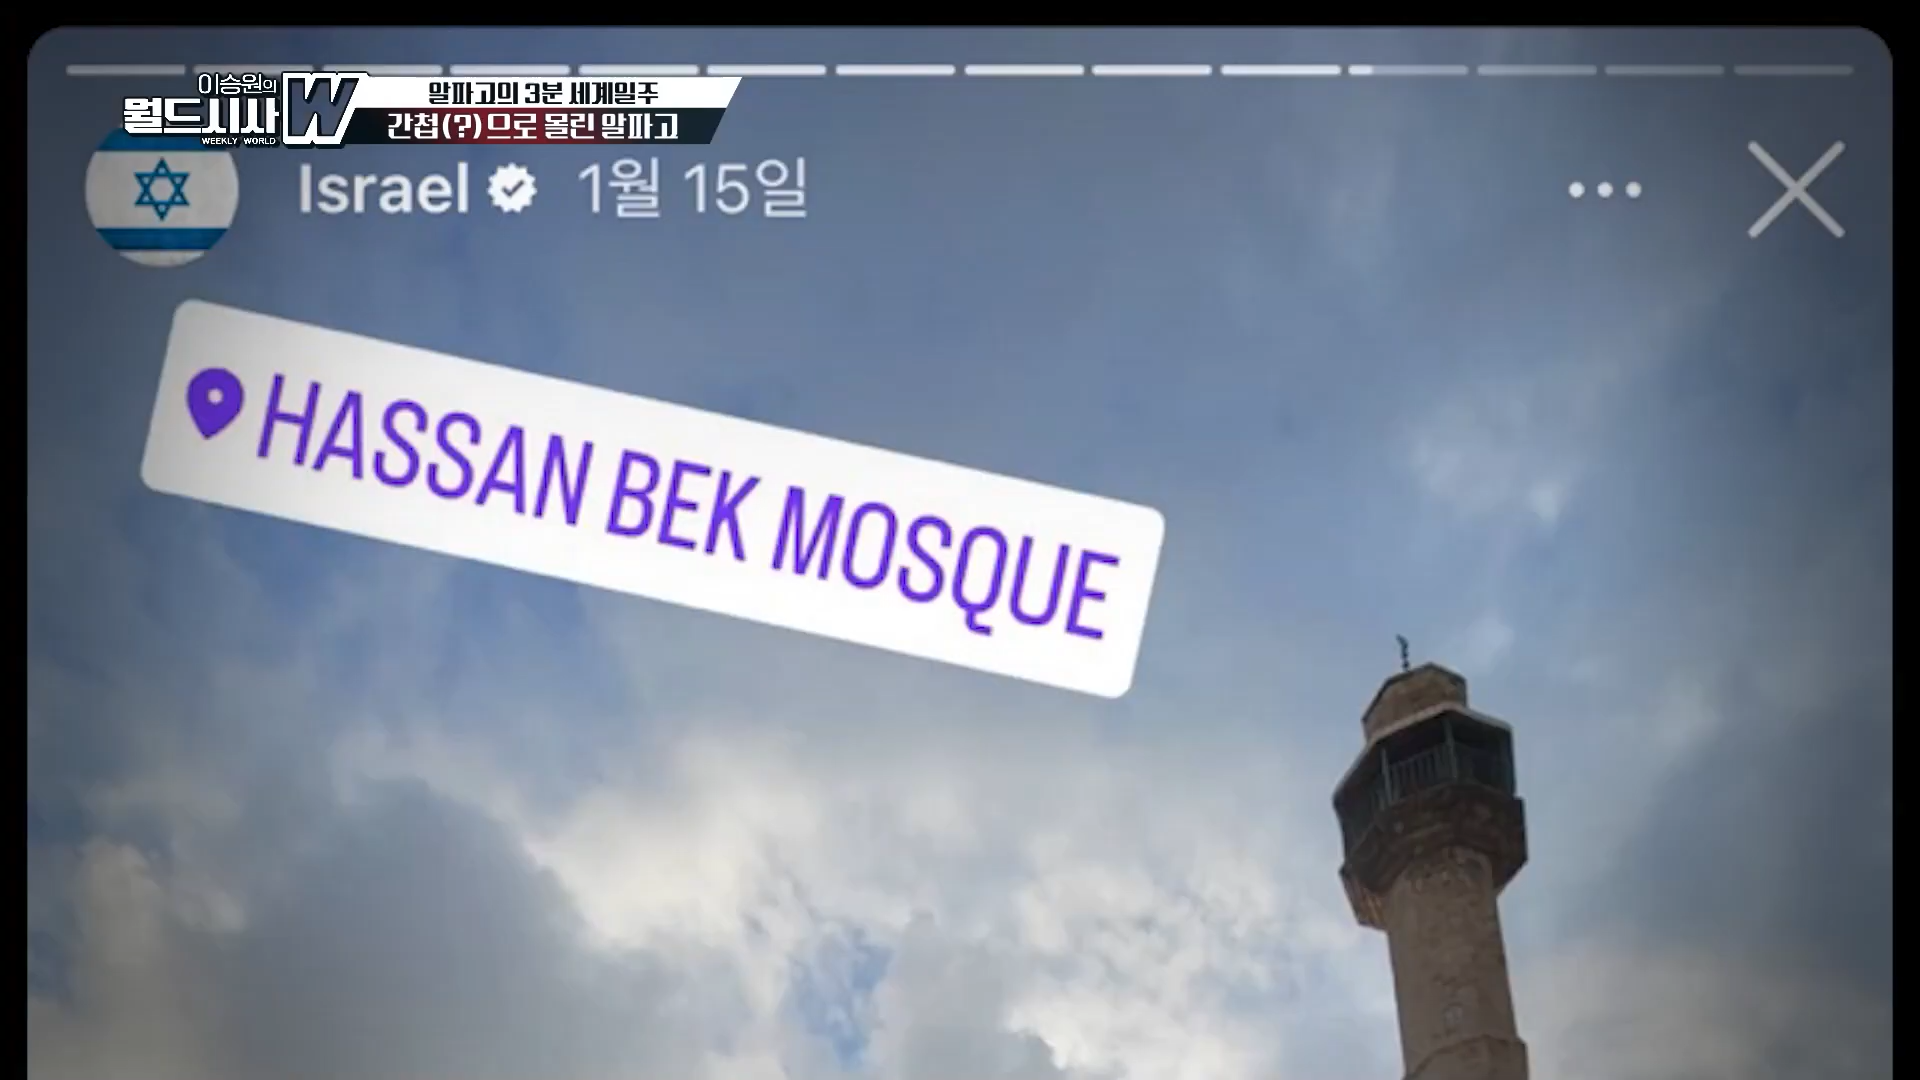 이승원의
월드시사 W
WEEKLY WORLD
알파고의 3분 세계일주
간첩(?)으로 몰린 알파고
Israel 1월 15일
HASSAN BEK MOSQUE